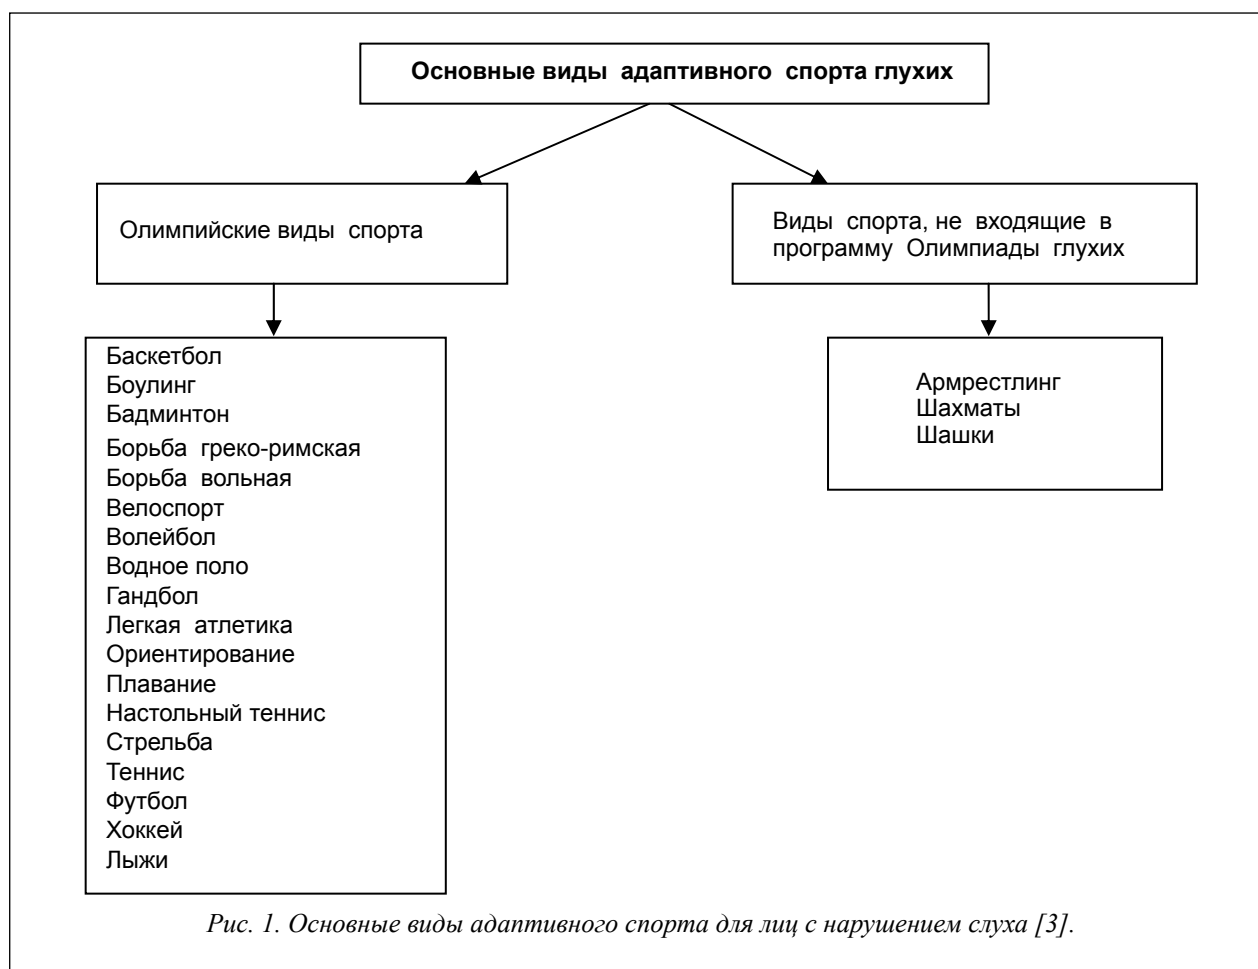 Основные виды адаптивного спорта глухих
Олимпийские виды спорта
Виды спорта, не входящие в
программу Олимпиады глухих
Баскетбол
Боулинг
Бадминтон
Борьба греко-римская
Борьба вольная
Велоспорт
Волейбол
Водное поло
Гандбол
Легкая атлетика
Ориентирование
Плавание
Настольный теннис
Стрельба
Теннис
Футбол
Хоккей
Лыжи
Армрестлинг
Шахматы
Шашки
Рис. 1. Основные виды адаптивного спорта для лиц с нарушением слуха [3].